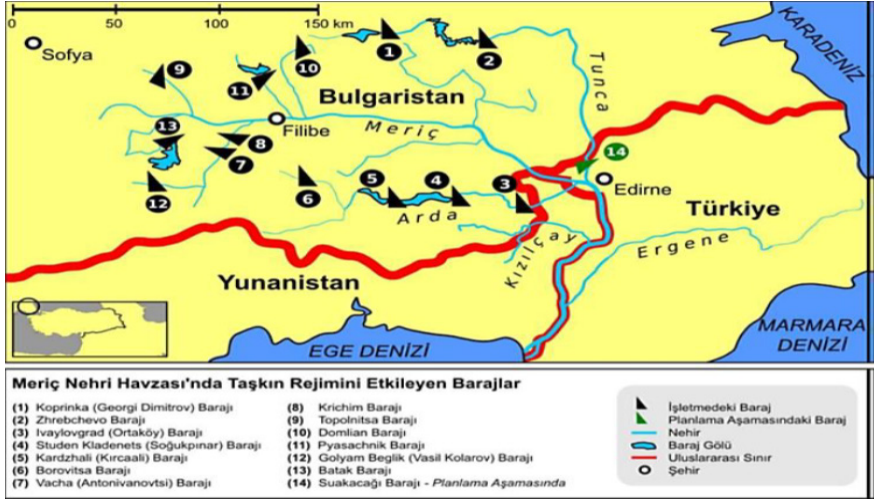 0 50 100 150 km
Sofya
KARADENİZ
9
11
10
1
2
Bulgaristan
Tunca
13
Filibe
Meriç
8
7
14
12
6
5
4
3
Edirne
Arda
Türkiye
Kızılçay
Ergene
Yunanistan
EGE DENİZİ
MARMARA
DENİZİ
Meriç Nehri Havzası'nda Taşkın Rejimini Etkileyen Barajlar
(1) Koprinka (Georgi Dimitrov) Barajı
(2) Zhrebchevo Barajı
(3) Ivaylovgrad (Ortaköy) Barajı
(4) Studen Kladenets (Soğukpınar) Barajı
(5) Kardzhali (Kırcaali) Barajı
(6) Borovitsa Barajı
(7) Vacha (Antonivanovtsi) Barajı
(8) Krichim Barajı
(9) Topolnitsa Barajı
(10) Domlian Barajı
(11) Pyasachnik Barajı
(12) Golyam Beglik (Vasil Kolarov) Barajı
(13) Batak Barajı
(14) Suakacağı Barajı - Planlama Aşamasında
İşletmedeki Baraj
Planlama Aşamasındaki Baraj
Nehir
Baraj Gölü
Uluslararası Sınır
Şehir